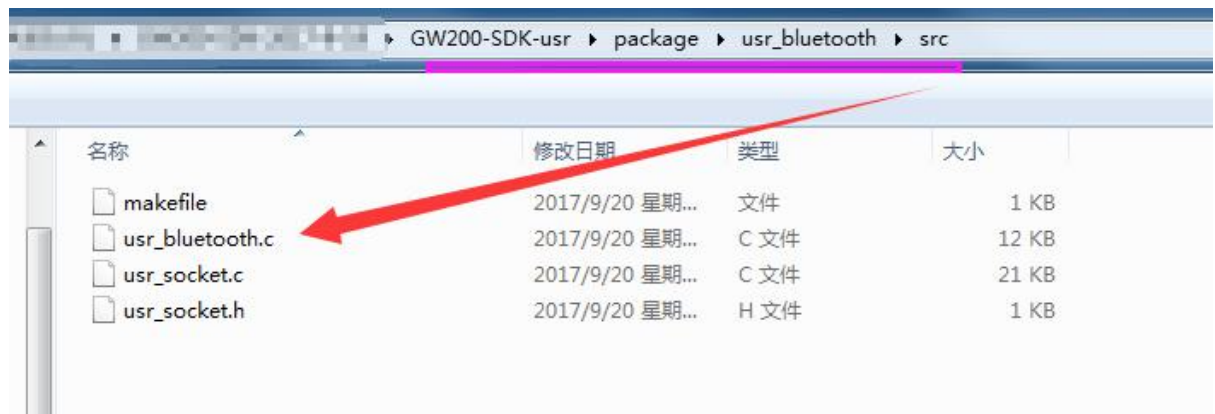 GW200-SDK-usr ▸ package ▸ usr_bluetooth ▸ src
名称 修改日期 类型 大小
makefile 2017/9/20 星期... 文件 1 KB
usr_bluetooth.c 2017/9/20 星期... C 文件 12 KB
usr_socket.c 2017/9/20 星期... C 文件 21 KB
usr_socket.h 2017/9/20 星期... H 文件 1 KB